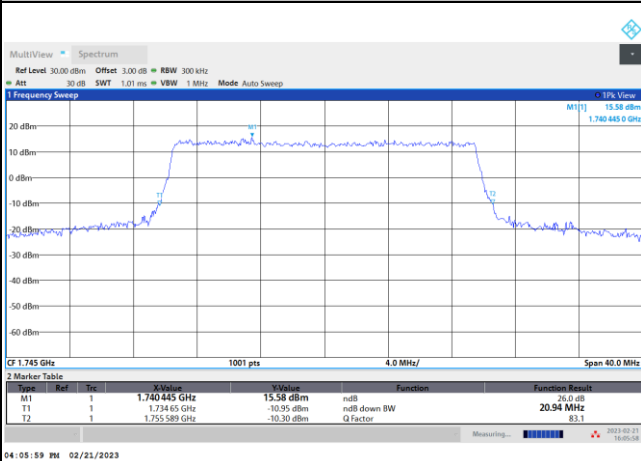 MultiView Spectrum
Ref Level 30.00 dBm Offset 3.00 dB RBW 300 kHz
Att 30 dB SWT 1.01 ms VBW 1 MHz Mode Auto Sweep
1 Frequency Sweep 1Pk View
M1[1] 15.58 dBm
1.740 445 0 GHz
M1
20 dBm
10 dBm
0 dBm
T1 T2
-10 dBm
-20 dBm
-30 dBm
-40 dBm
-50 dBm
-60 dBm
CF 1.745 GHz 1001 pts 4.0 MHz/ Span 40.0 MHz
2 Marker Table
Type Ref Trc X-Value Y-Value Function Function Result
M1 1 1.740 445 GHz 15.58 dBm ndB 26.0 dB
T1 1 1.734 65 GHz -10.95 dBm ndB down BW 20.94 MHz
T2 1 1.755 589 GHz -10.30 dBm Q Factor 83.1
Measuring... 2023-02-21
16:05:58
04:05:59 PM 02/21/2023